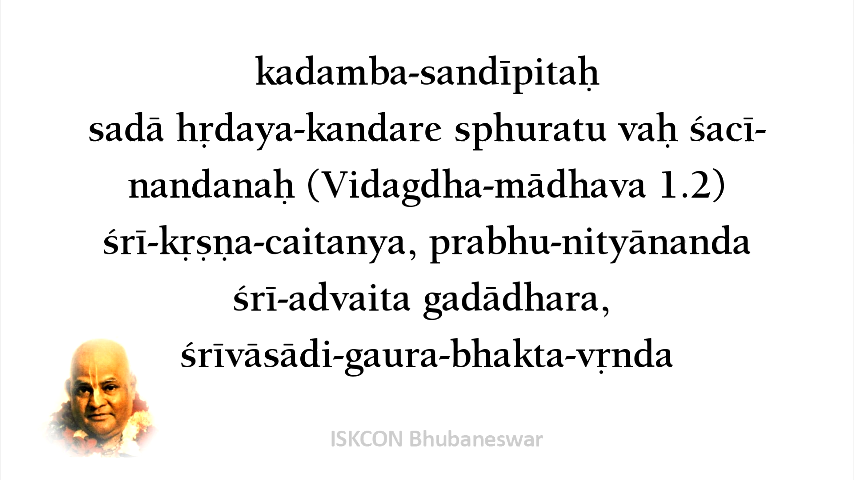 kadamba-sandīpitaḥ
sadā hṛdaya-kandare sphuratu vaḥ śacī-
nandanaḥ (Vidagdha-mādhava 1.2)
śrī-kṛṣṇa-caitanya, prabhu-nityānanda
śrī-advaita gadādhara,
śrīvāsādi-gaura-bhakta-vṛnda
ISKCON Bhubaneswar